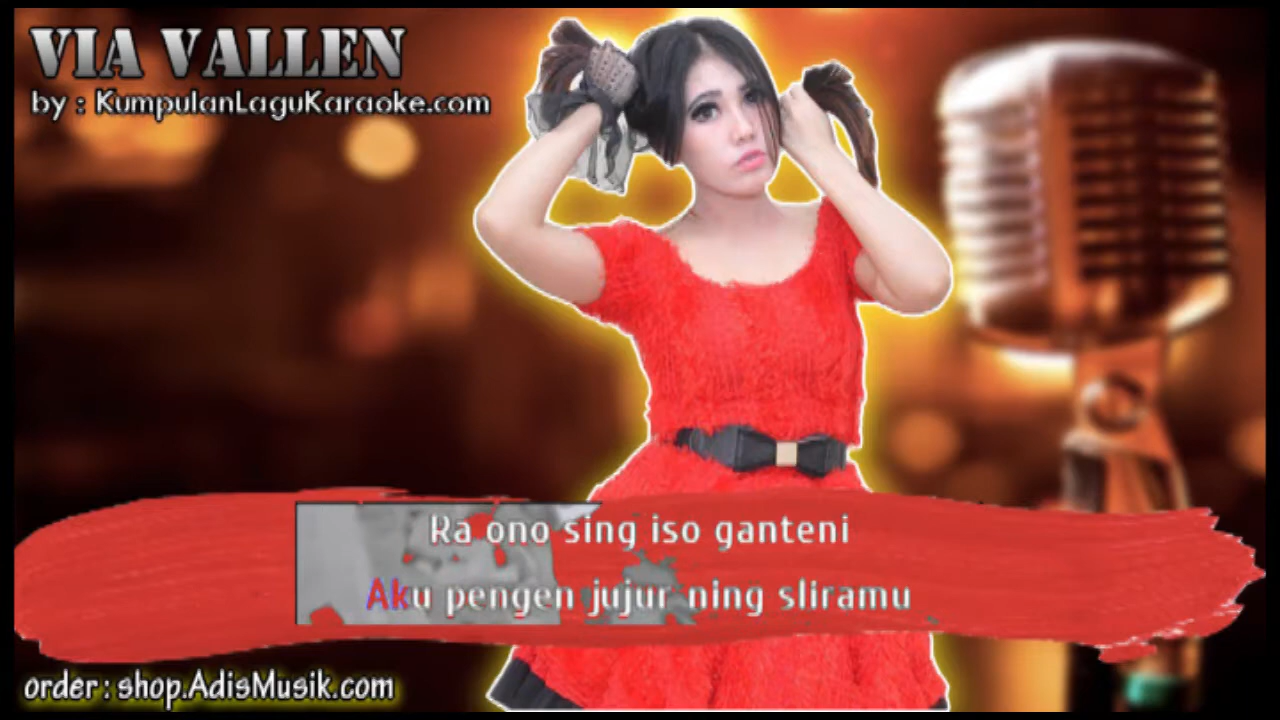 VIA VALLEN
by : KumpulanLaguKaraoke.com
Ra ono sing iso ganteni
Aku pengen jujur ning sliramu
order : shop.AdisMusik.com